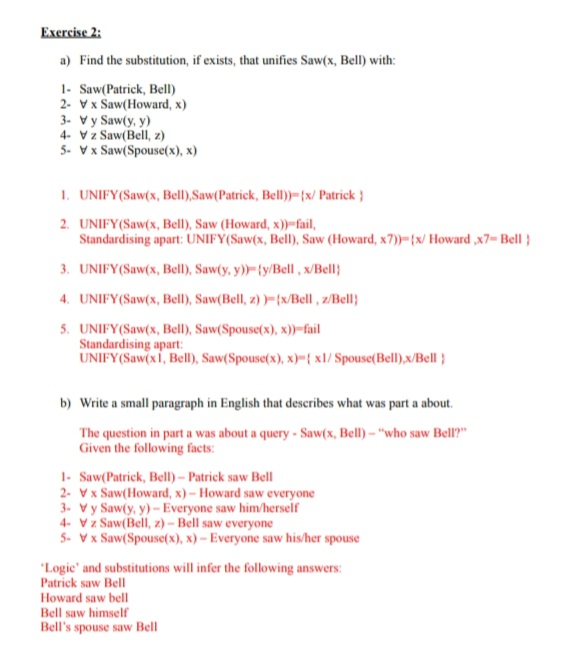 Exercise 2:
a) Find the substitution, if exists, that unifies Saw(x, Bell) with:
1- Saw(Patrick, Bell)
2- ∀ x Saw(Howard, x)
3- ∀ y Saw(y, y)
4- ∀ z Saw(Bell, z)
5- ∀ x Saw(Spouse(x), x)
1. UNIFY(Saw(x, Bell),Saw(Patrick, Bell))={x/ Patrick }
2. UNIFY(Saw(x, Bell), Saw (Howard, x))=fail,
Standardising apart: UNIFY(Saw(x, Bell), Saw (Howard, x7))={x/ Howard ,x7= Bell }
3. UNIFY(Saw(x, Bell), Saw(y, y))={y/Bell , x/Bell}
4. UNIFY(Saw(x, Bell), Saw(Bell, z) )={x/Bell , z/Bell}
5. UNIFY(Saw(x, Bell), Saw(Spouse(x), x))=fail
Standardising apart:
UNIFY(Saw(x1, Bell), Saw(Spouse(x), x)={ x1/ Spouse(Bell),x/Bell }
b) Write a small paragraph in English that describes what was part a about.
The question in part a was about a query - Saw(x, Bell) – “who saw Bell?”
Given the following facts:
1- Saw(Patrick, Bell) – Patrick saw Bell
2- ∀ x Saw(Howard, x) – Howard saw everyone
3- ∀ y Saw(y, y) – Everyone saw him/herself
4- ∀ z Saw(Bell, z) – Bell saw everyone
5- ∀ x Saw(Spouse(x), x) – Everyone saw his/her spouse
‘Logic’ and substitutions will infer the following answers:
Patrick saw Bell
Howard saw bell
Bell saw himself
Bell’s spouse saw Bell